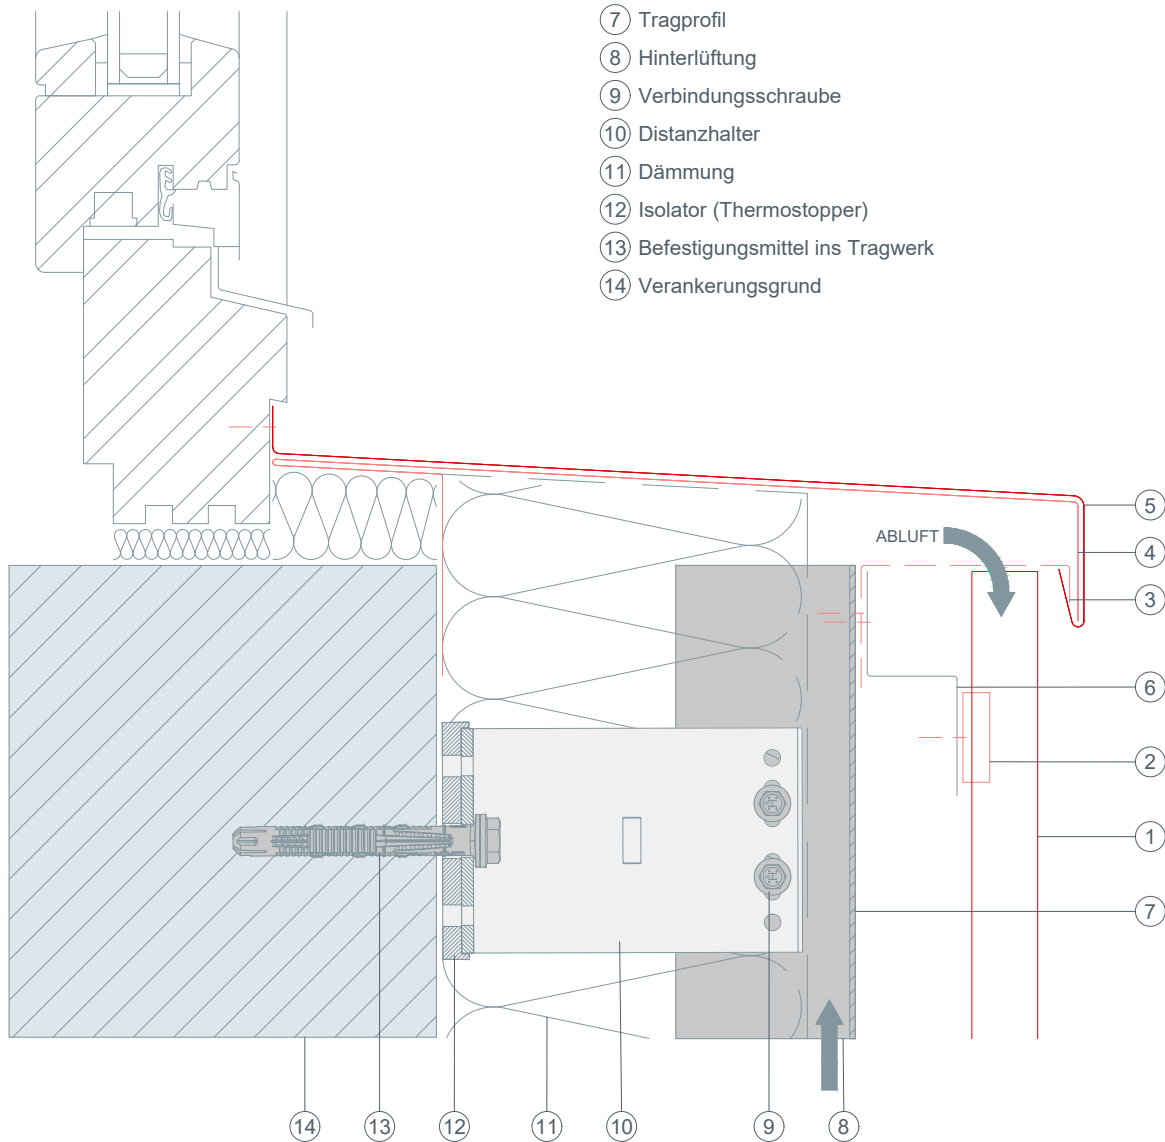 7 Tragprofil
8 Hinterlüftung
9 Verbindungsschraube
10 Distanzhalter
11 Dämmung
12 Isolator (Thermostopper)
13 Befestigungsmittel ins Tragwerk
14 Verankerungsgrund
5
ABLUFT
4
3
6
2
1
7
14
13
12
11
10
9
8